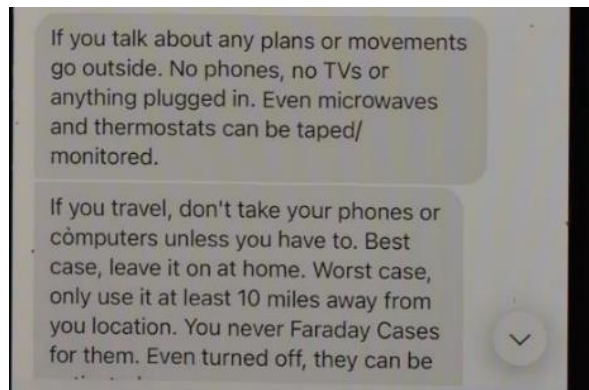 If you talk about any plans or movements
go outside. No phones, no TVs or
anything plugged in. Even microwaves
and thermostats can be taped/
monitored.
If you travel, don't take your phones or
computers unless you have to. Best
case, leave it on at home. Worst case,
only use it at least 10 miles away from
you location. You never Faraday Cases
for them. Even turned off, they can be